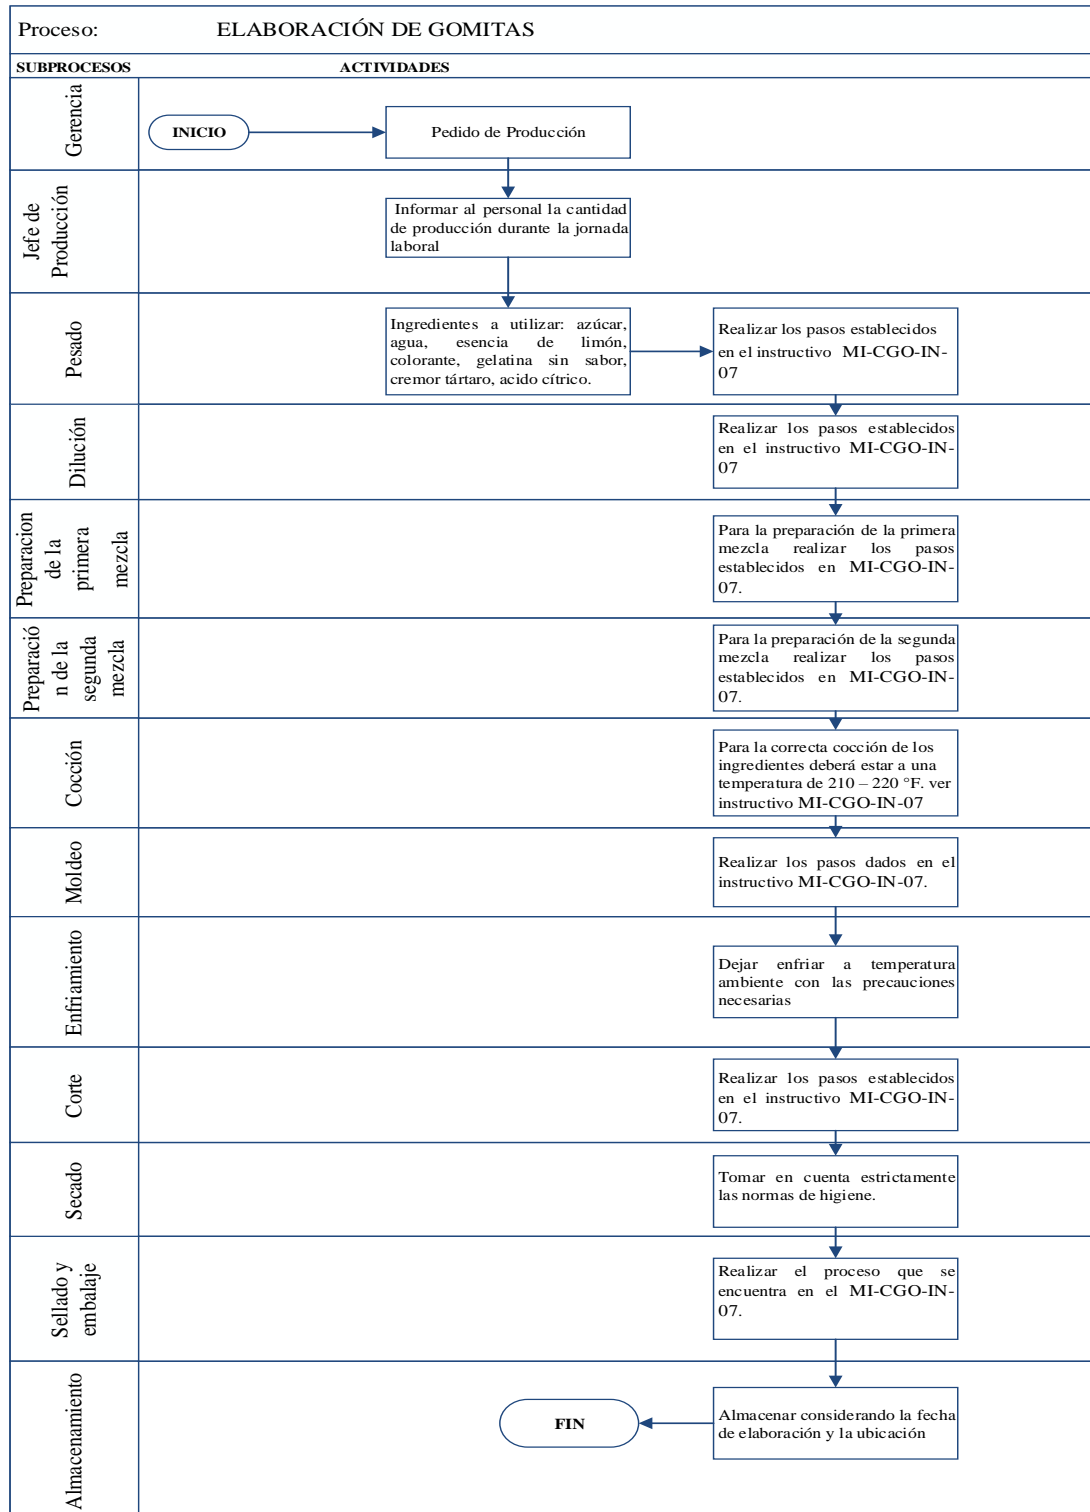 Proceso: ELABORACIÓN DE GOMITAS
SUBPROCESOS ACTIVIDADES
Gerencia
INICIO
Pedido de Producción
Jefe de
Producción
Informar al personal la cantidad
de producción durante la jornada
laboral
Pesado
Ingredientes a utilizar: azúcar,
agua, esencia de limón,
colorante, gelatina sin sabor,
cremor tártaro, acido cítrico.
Realizar los pasos establecidos
en el instructivo MI-CGO-IN-
07
Dilución
Realizar los pasos establecidos
en el instructivo MI-CGO-IN-
07
Preparacion
de la
primera
mezcla
Para la preparación de la primera
mezcla realizar los pasos
establecidos en MI-CGO-IN-
07.
Preparació
n de la
segunda
mezcla
Para la preparación de la segunda
mezcla realizar los pasos
establecidos en MI-CGO-IN-
07.
Cocción
Para la correcta cocción de los
ingredientes deberá estar a una
temperatura de 210 – 220 °F. ver
instructivo MI-CGO-IN-07
Moldeo
Realizar los pasos dados en el
instructivo MI-CGO-IN-07.
Enfriamiento
Dejar enfriar a temperatura
ambiente con las precauciones
necesarias
Corte
Realizar los pasos establecidos
en el instructivo MI-CGO-IN-
07.
Secado
Tomar en cuenta estrictamente
las normas de higiene.
Sellado y
embalaje
Realizar el proceso que se
encuentra en el MI-CGO-IN-
07.
Almacenamiento
FIN
Almacenar considerando la fecha
de elaboración y la ubicación